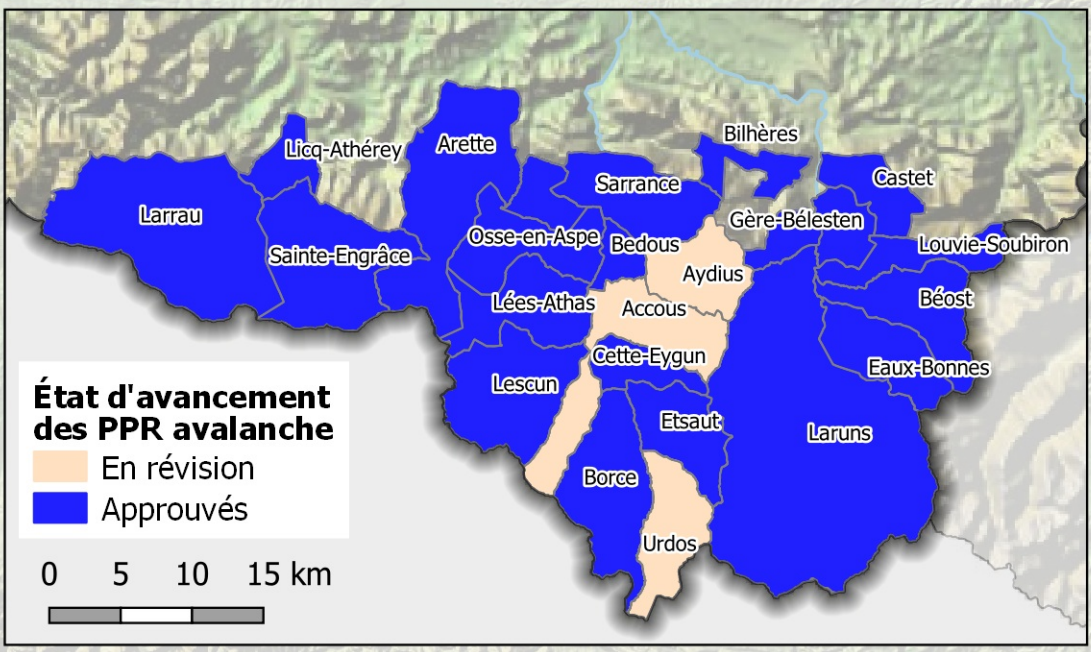 Bilhères
Licq-Athérey
Arette
Castet
Sarrance
Larrau
Gère-Bélesten
Osse-en-Aspe
Bedous
Louvie-Soubiron
Sainte-Engrâce
Aydius
Béost
Lées-Athas
Accous
Cette-Eygun
Eaux-Bonnes
Lescun
Etsaut
Laruns
Borce
Urdos
État d'avancement
des PPR avalanche
En révision
Approuvés
0 5 10 15 km